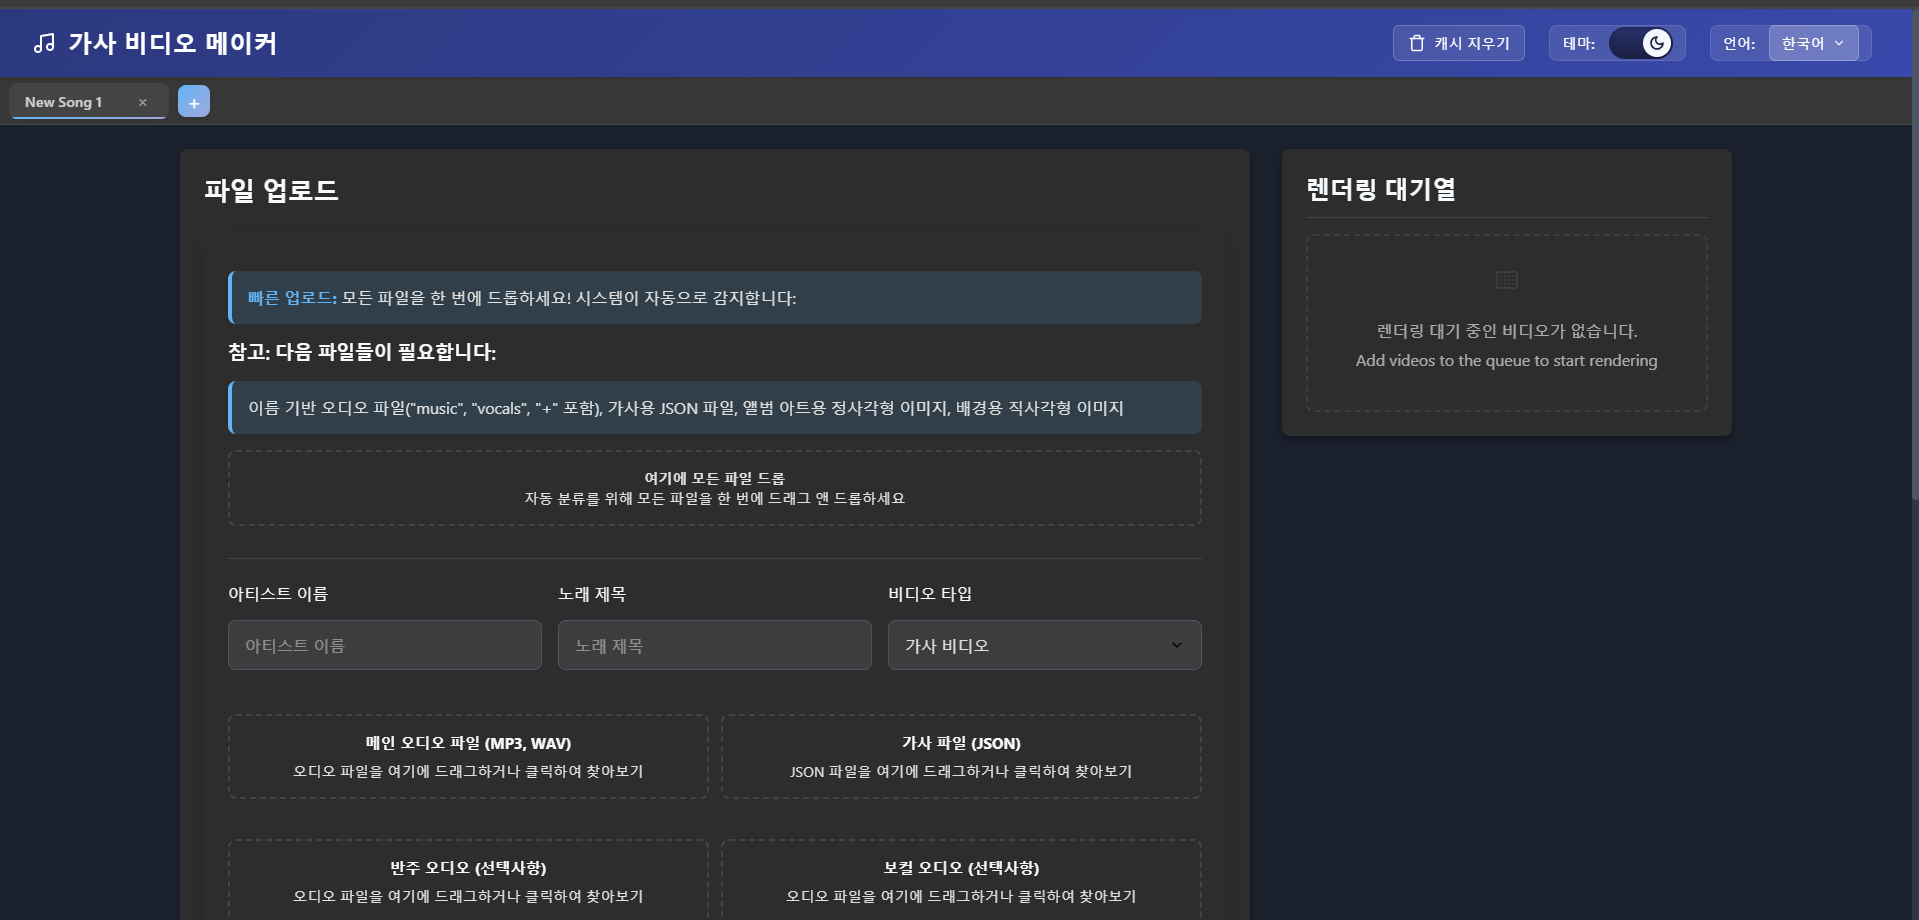 가사 비디오 메이커
캐시 지우기
테마:
언어:
한국어
New Song 1
×
+
파일 업로드
빠른 업로드: 모든 파일을 한 번에 드롭하세요! 시스템이 자동으로 감지합니다:
참고: 다음 파일들이 필요합니다:
이름 기반 오디오 파일("music", "vocals", "+" 포함), 가사용 JSON 파일, 앨범 아트용 정사각형 이미지, 배경용 직사각형 이미지
여기에 모든 파일 드롭
자동 분류를 위해 모든 파일을 한 번에 드래그 앤 드롭하세요
아티스트 이름
노래 제목
비디오 타입
아티스트 이름
노래 제목
가사 비디오
메인 오디오 파일 (MP3, WAV)
오디오 파일을 여기에 드래그하거나 클릭하여 찾아보기
가사 파일 (JSON)
JSON 파일을 여기에 드래그하거나 클릭하여 찾아보기
반주 오디오 (선택사항)
오디오 파일을 여기에 드래그하거나 클릭하여 찾아보기
보컬 오디오 (선택사항)
오디오 파일을 여기에 드래그하거나 클릭하여 찾아보기
렌더링 대기열
렌더링 대기 중인 비디오가 없습니다.
Add videos to the queue to start rendering